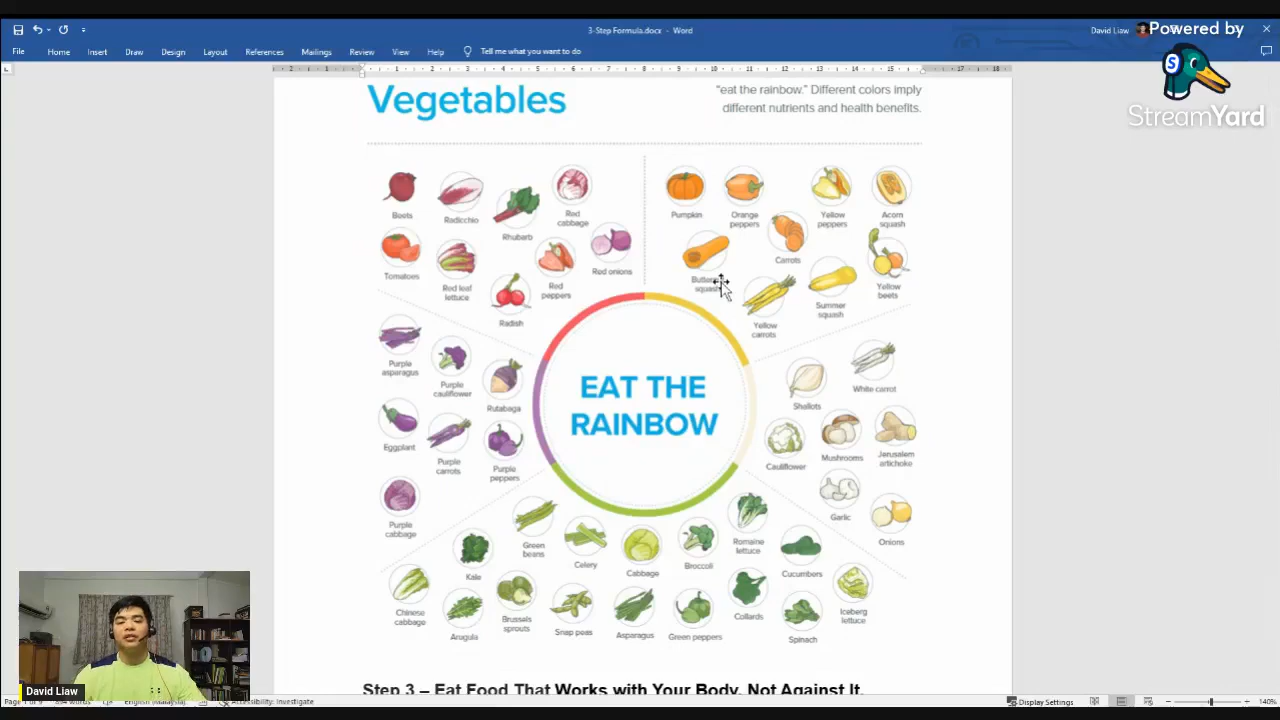 3-Step Formula.docx - Word
David Liaw
Powered by
StreamYard
File Home Insert Draw Design Layout References Mailings Review View Help Tell me what you want to do
Vegetables
"eat the rainbow." Different colors imply
different nutrients and health benefits.
Beets
Radicchio
Rhubarb
Red
cabbage
Tomatoes
Red leaf
lettuce
Radish
Red
peppers
Red onions
Pumpkin
Orange
peppers
Yellow
peppers
Acorn
squash
Carrots
squash
Yellow
carrots
Summer
squash
Yellow
beets
Purple
asparagus
Purple
cauliflower
Rutabaga
Eggplant
Purple
carrots
Purple
peppers
Purple
cabbage
EAT THE
RAINBOW
Shallots
White carrot
Cauliflower
Mushrooms
Jerusalem
artichoke
Garlic
Onions
Green
beans
Kale
Celery
Cabbage
Broccoli
Romaine
lettuce
Cucumbers
Chinese
cabbage
Arugula
Brussels
sprouts
Snap peas
Asparagus
Green peppers
Collards
Spinach
Iceberg
lettuce
Step 3 – Eat Food That Works with Your Body, Not Against It.
David Liaw
English (Malaysia)
Accessibility: Investigate
Display Settings
140%